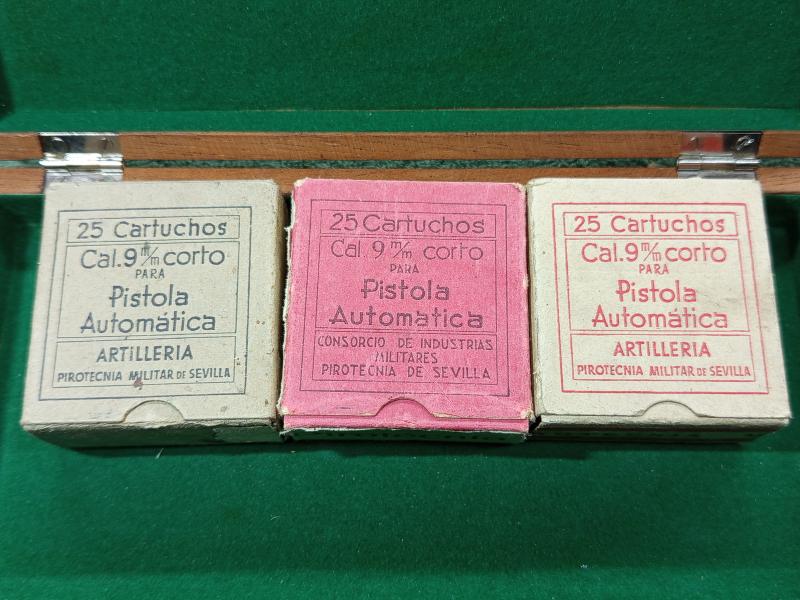 25 Cartuchos
Cal. 9 m/m corto
PARA
Pistola
Automática
ARTILLERIA
PIROTECNIA MILITAR DE SEVILLA
25 Cartuchos
Cal. 9 m/m corto
PARA
Pistola
Automática
CONSORCIO DE INDUSTRIAS
MILITARES
PIROTECNIA DE SEVILLA
25 Cartuchos
Cal. 9 m/m corto
PARA
Pistola
Automática
ARTILLERIA
PIROTECNIA MILITAR DE SEVILLA